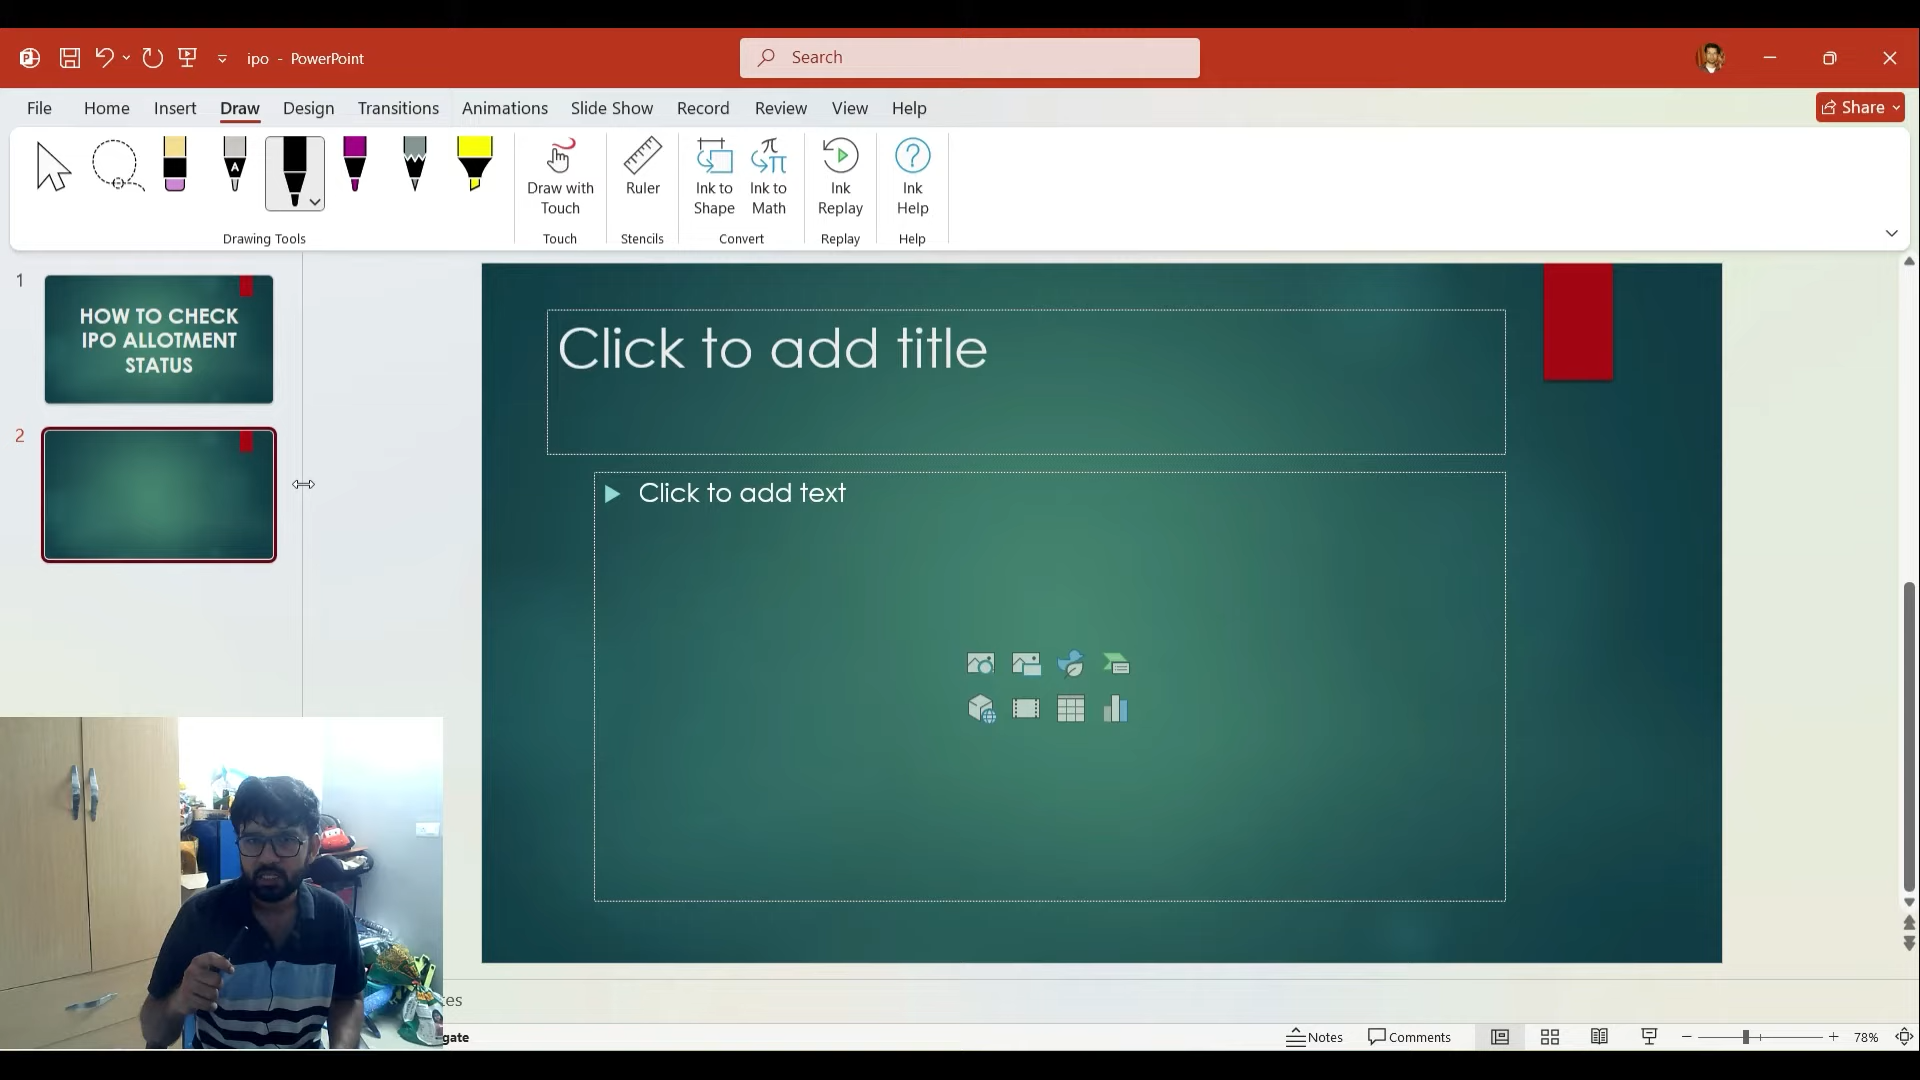 ipo - PowerPoint
Search
File Home Insert Draw Design Transitions Animations Slide Show Record Review View Help
Share
A
Draw with
Touch
Ruler
Ink to
Shape
Ink to
Math
Ink
Replay
Ink
Help
Drawing Tools
Touch
Stencils
Convert
Replay
Help
1
HOW TO CHECK
IPO ALLOTMENT
STATUS
2
Click to add title
Click to add text
Notes
Comments
78%